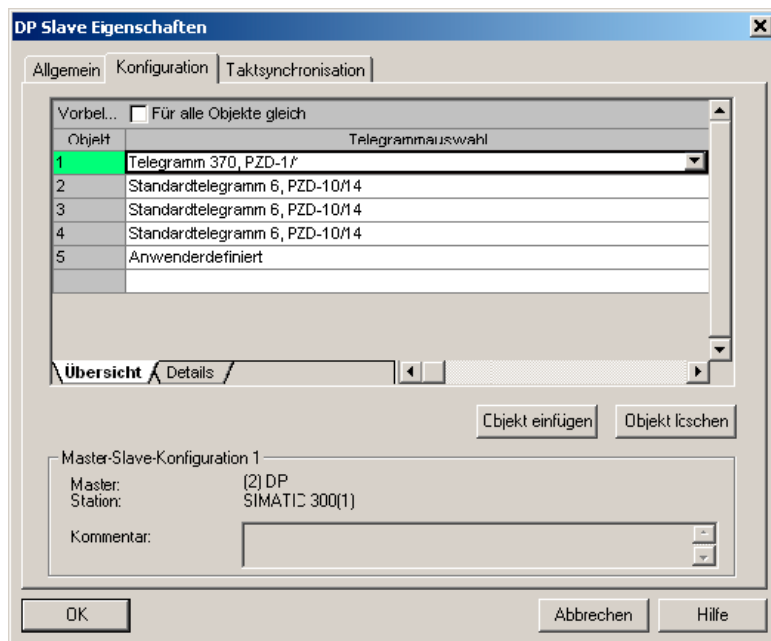 DP Slave Eigenschaften
Allgemein Konfiguration Taktsynchronisation
Vorbel... Für alle Objekte gleich
Objekt Telegrammauswahl
1 Telegramm 370, PZD-1/*
2 Standardtelegramm 6, PZD-10/14
3 Standardtelegramm 6, PZD-10/14
4 Standardtelegramm 6, PZD-10/14
5 Anwenderdefiniert
Übersicht Details
Objekt einfügen Objekt löschen
Master-Slave-Konfiguration 1
Master: (2) DP
Station: SIMATIC 300(1)
Kommentar:
OK Abbrechen Hilfe